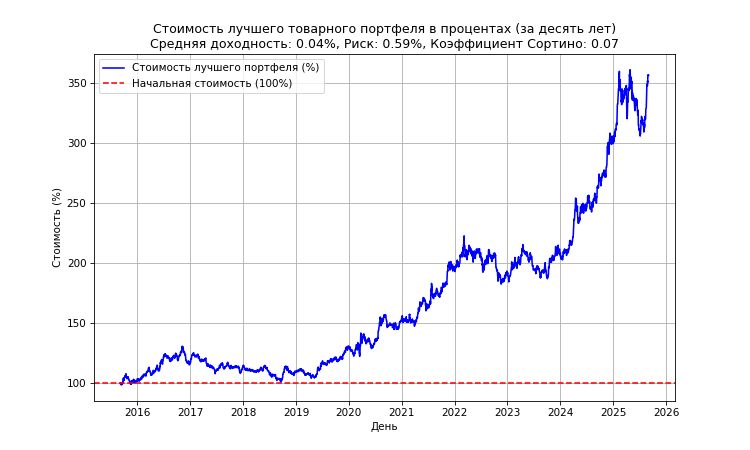 Стоимость лучшего товарного портфеля в процентах (за десять лет)
Средняя доходность: 0.04%, Риск: 0.59%, Коэффициент Сортино: 0.07
Стоимость лучшего портфеля (%)
Начальная стоимость (100%)
Стоимость (%)
350
300
250
200
150
100
2016 2017 2018 2019 2020 2021 2022 2023 2024 2025 2026
День